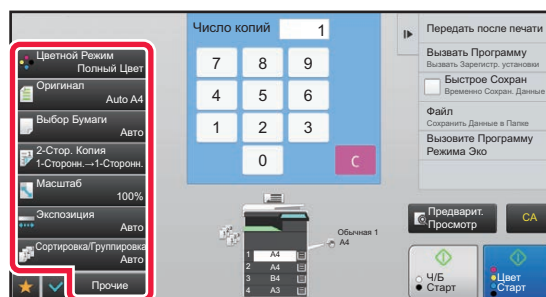 Цветной Режим
Полный Цвет
Оригинал
Auto A4
Выбор Бумаги
Авто
2-Стор. Копия
1-Сторонн.→1-Сторонн.
Масштаб
100%
Экспозиция
Авто
Сортировка/Группировка
Авто
Прочие
Число копий
1
7
8
9
4
5
6
1
2
3
0
C
Обычная 1
A4
1 A4
2 A4
3 B4
4 A3
Передать после печати
Вызвать Программу
Вызвать Зарегистр. установки
Быстрое Сохран
Временно Сохран. Данные
Файл
Сохранить Данные в Папке
Вызовите Программу
Режима Эко
Предварит.
Просмотр
CA
Ч/Б
Старт
Цвет
Старт